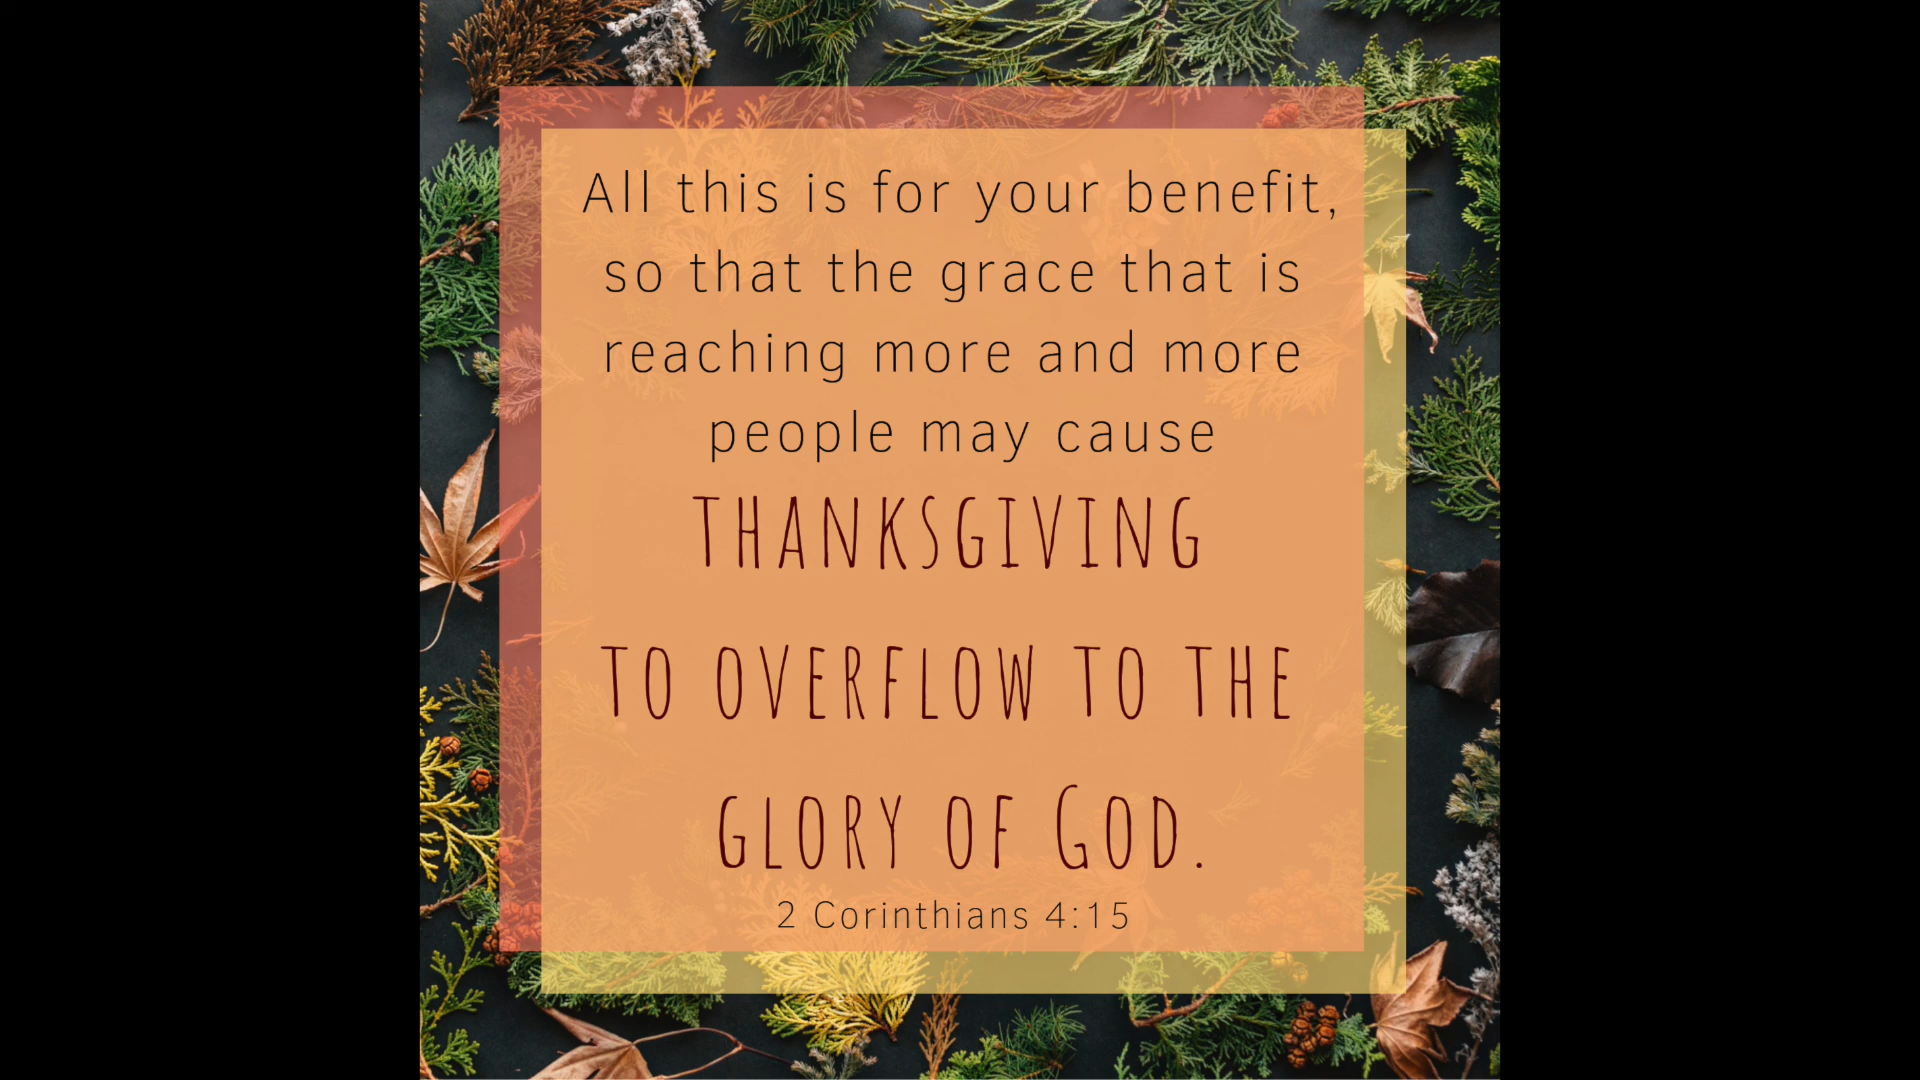 All this is for your benefit,
so that the grace that is
reaching more and more
people may cause
THANKSGIVING
TO OVERFLOW TO THE
GLORY OF GOD.
2 Corinthians 4:15